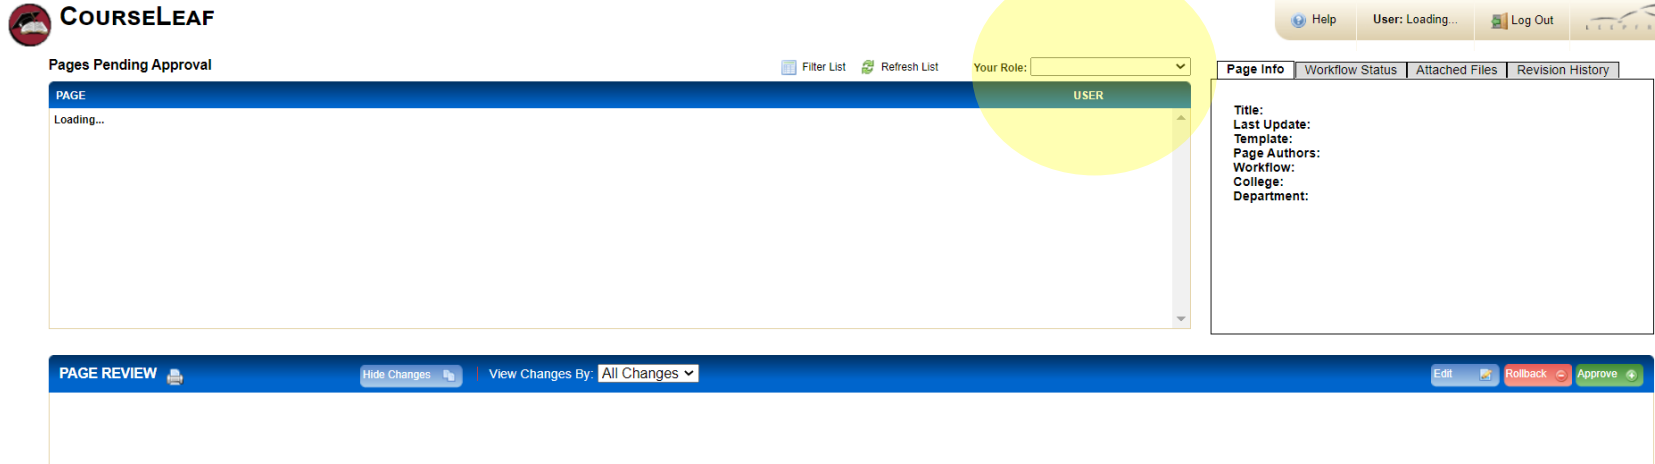 COURSELEAF
Help
User: Loading...
Log Out
Pages Pending Approval
Filter List
Refresh List
Your Role:
PAGE
USER
Loading...
Page Info
Workflow Status
Attached Files
Revision History
Title:
Last Update:
Template:
Page Authors:
Workflow:
College:
Department:
PAGE REVIEW
Hide Changes
View Changes By: All Changes
Edit
Rollback
Approve